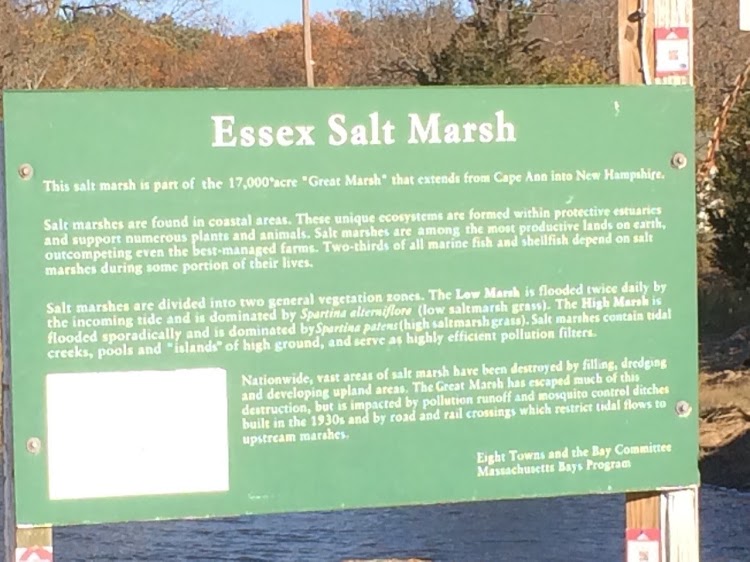 Essex Salt Marsh
This salt marsh is part of the 17,000 acre "Great Marsh" that extends from Cape Ann into New Hampshire.
Salt marshes are found in coastal areas. These unique ecosystems are formed within protective estuaries
and support numerous plants and animals. Salt marshes are among the most productive lands on earth,
outcompeting even the best-managed farms. Two-thirds of all marine fish and shellfish depend on salt
marshes during some portion of their lives.
Salt marshes are divided into two general vegetation zones. The Low Marsh is flooded twice daily by
the incoming tide and is dominated by Spartina alterniflora (low saltmarsh grass). The High Marsh is
flooded sporadically and is dominated by Spartina patens (high saltmarsh grass). Salt marshes contain tidal
creeks, pools and "islands" of high ground, and serve as highly efficient pollution filters.
Nationwide, vast areas of salt marsh have been destroyed by filling, dredging
and developing upland areas. The Great Marsh has escaped much of this
destruction, but is impacted by pollution runoff and mosquito control ditches
built in the 1930s and by road and rail crossings which restrict tidal flows to
upstream marshes.
Eight Towns and the Bay Committee
Massachusetts Bays Program